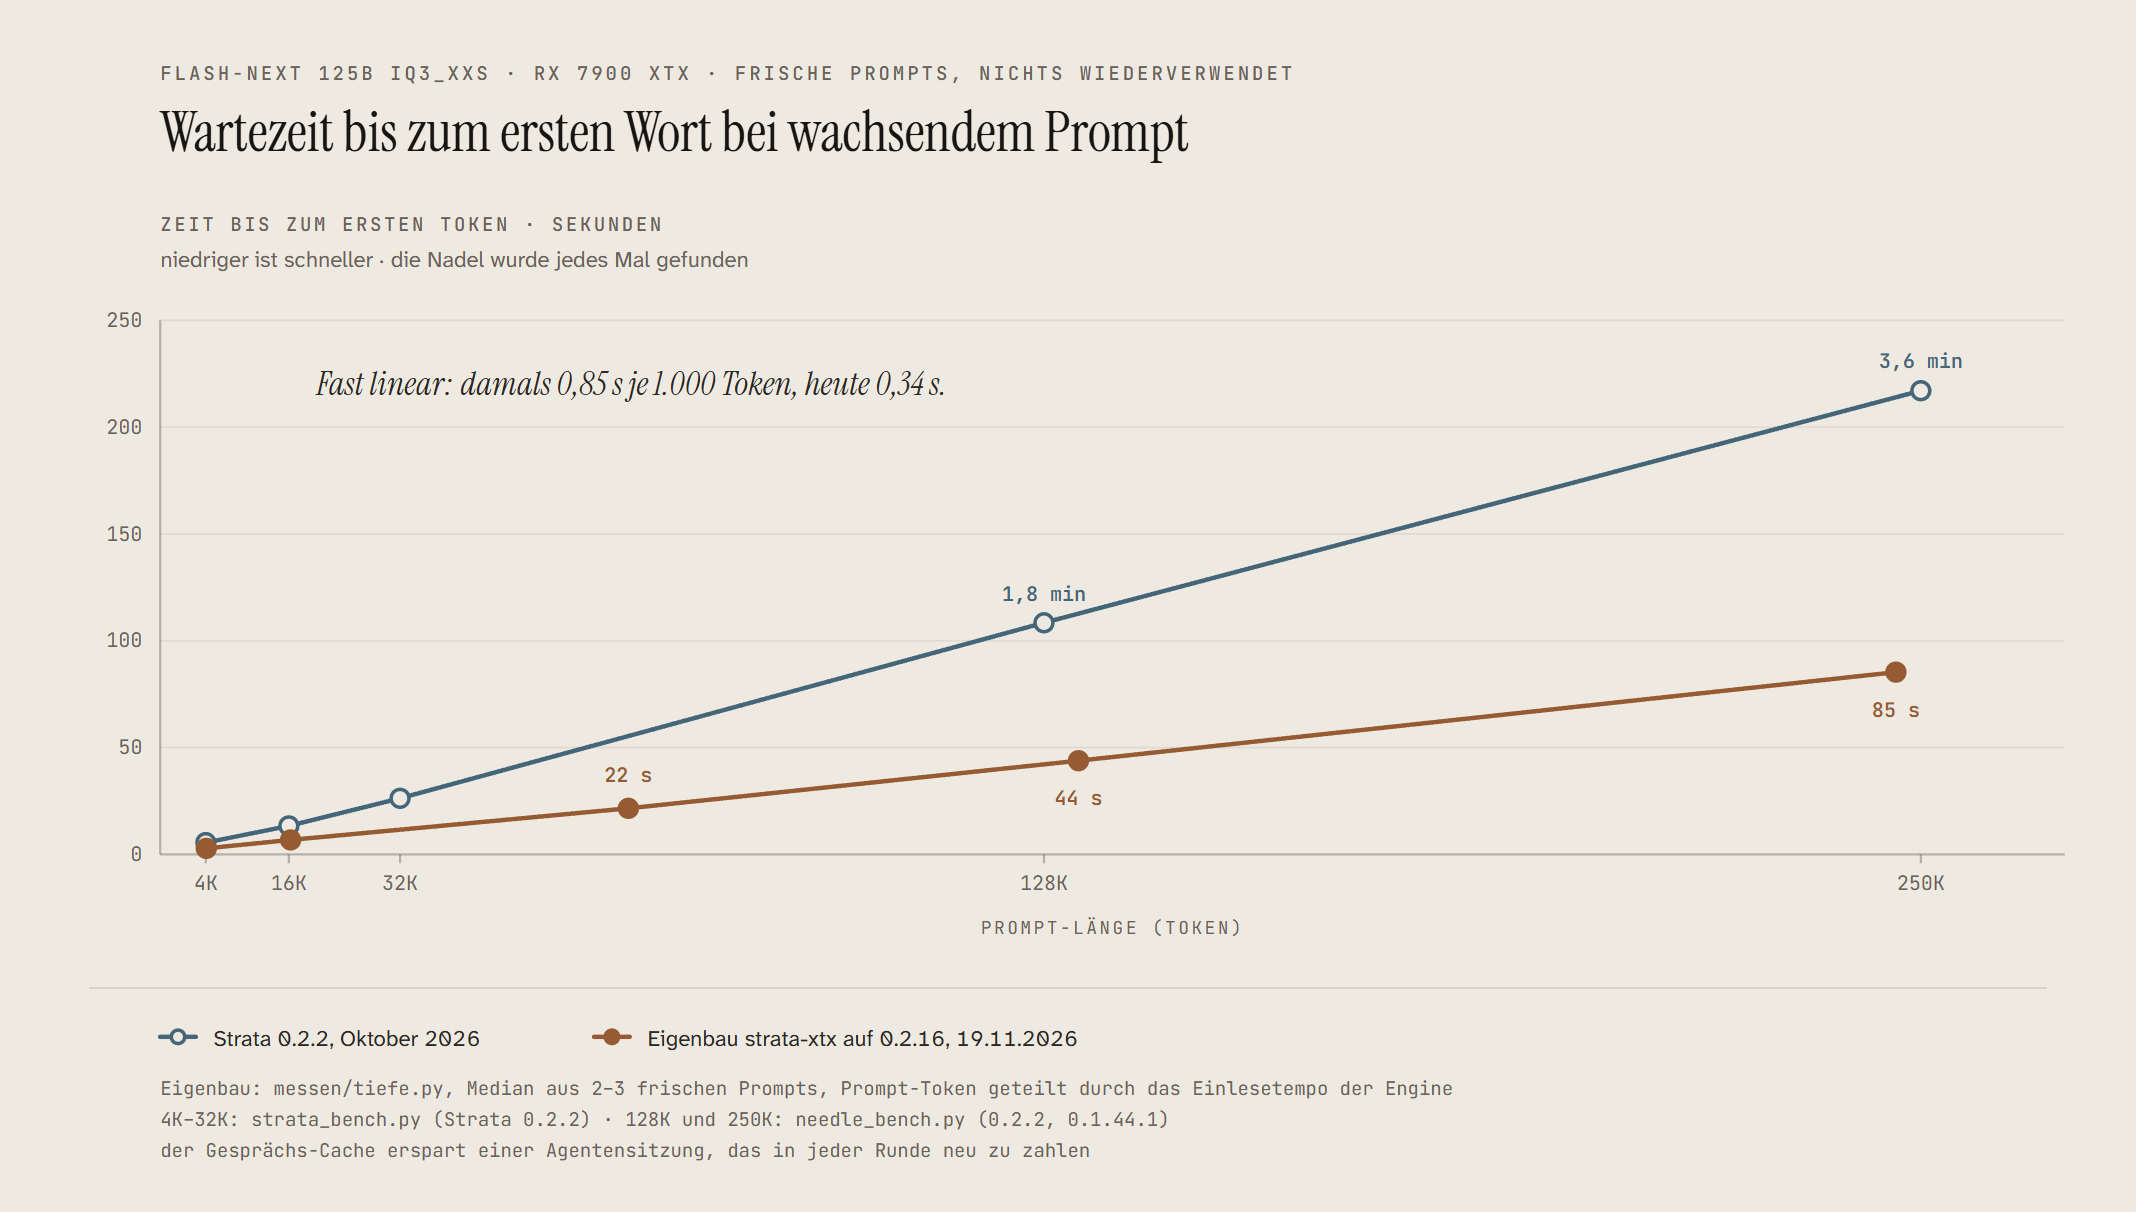 FLASH-NEXT 125B IQ3_XXS · RX 7900 XTX · FRISCHE PROMPTS, NICHTS WIEDERVERWENDET
Wartezeit bis zum ersten Wort bei wachsendem Prompt
ZEIT BIS ZUM ERSTEN TOKEN · SEKUNDEN
niedriger ist schneller · die Nadel wurde jedes Mal gefunden
250
3,6 min
Fast linear: damals 0,85 s je 1.000 Token, heute 0,34 s.
200
150
1,8 min
100
85 s
50
22 s
44 s
0
4K 16K 32K 128K 250K
PROMPT-LÄNGE (TOKEN)
Strata 0.2.2, Oktober 2026
Eigenbau strata-xtx auf 0.2.16, 19.11.2026
Eigenbau: messen/tiefe.py, Median aus 2–3 frischen Prompts, Prompt-Token geteilt durch das Einlesetempo der Engine
4K–32K: strata_bench.py (Strata 0.2.2) · 128K und 250K: needle_bench.py (0.2.2, 0.1.44.1)
der Gesprächs-Cache erspart einer Agentensitzung, das in jeder Runde neu zu zahlen